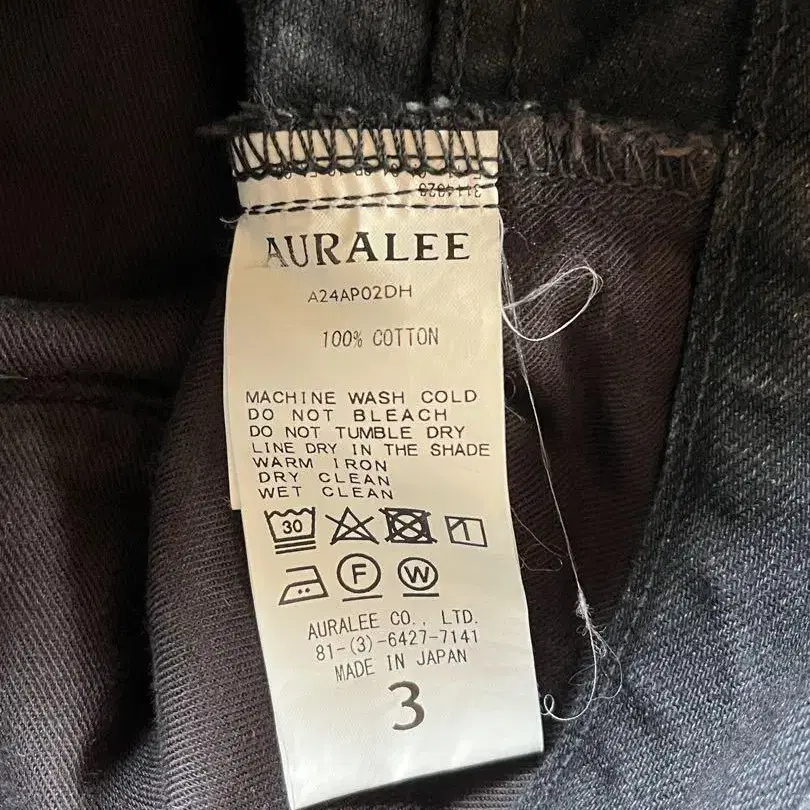 AURALEE
A24AP02DH
100% COTTON
MACHINE WASH COLD
DO NOT BLEACH
DO NOT TUMBLE DRY
LINE DRY IN THE SHADE
WARM IRON
DRY CLEAN
WET CLEAN
30
F W
AURALEE CO., LTD.
81-(3)-6427-7141
MADE IN JAPAN
3